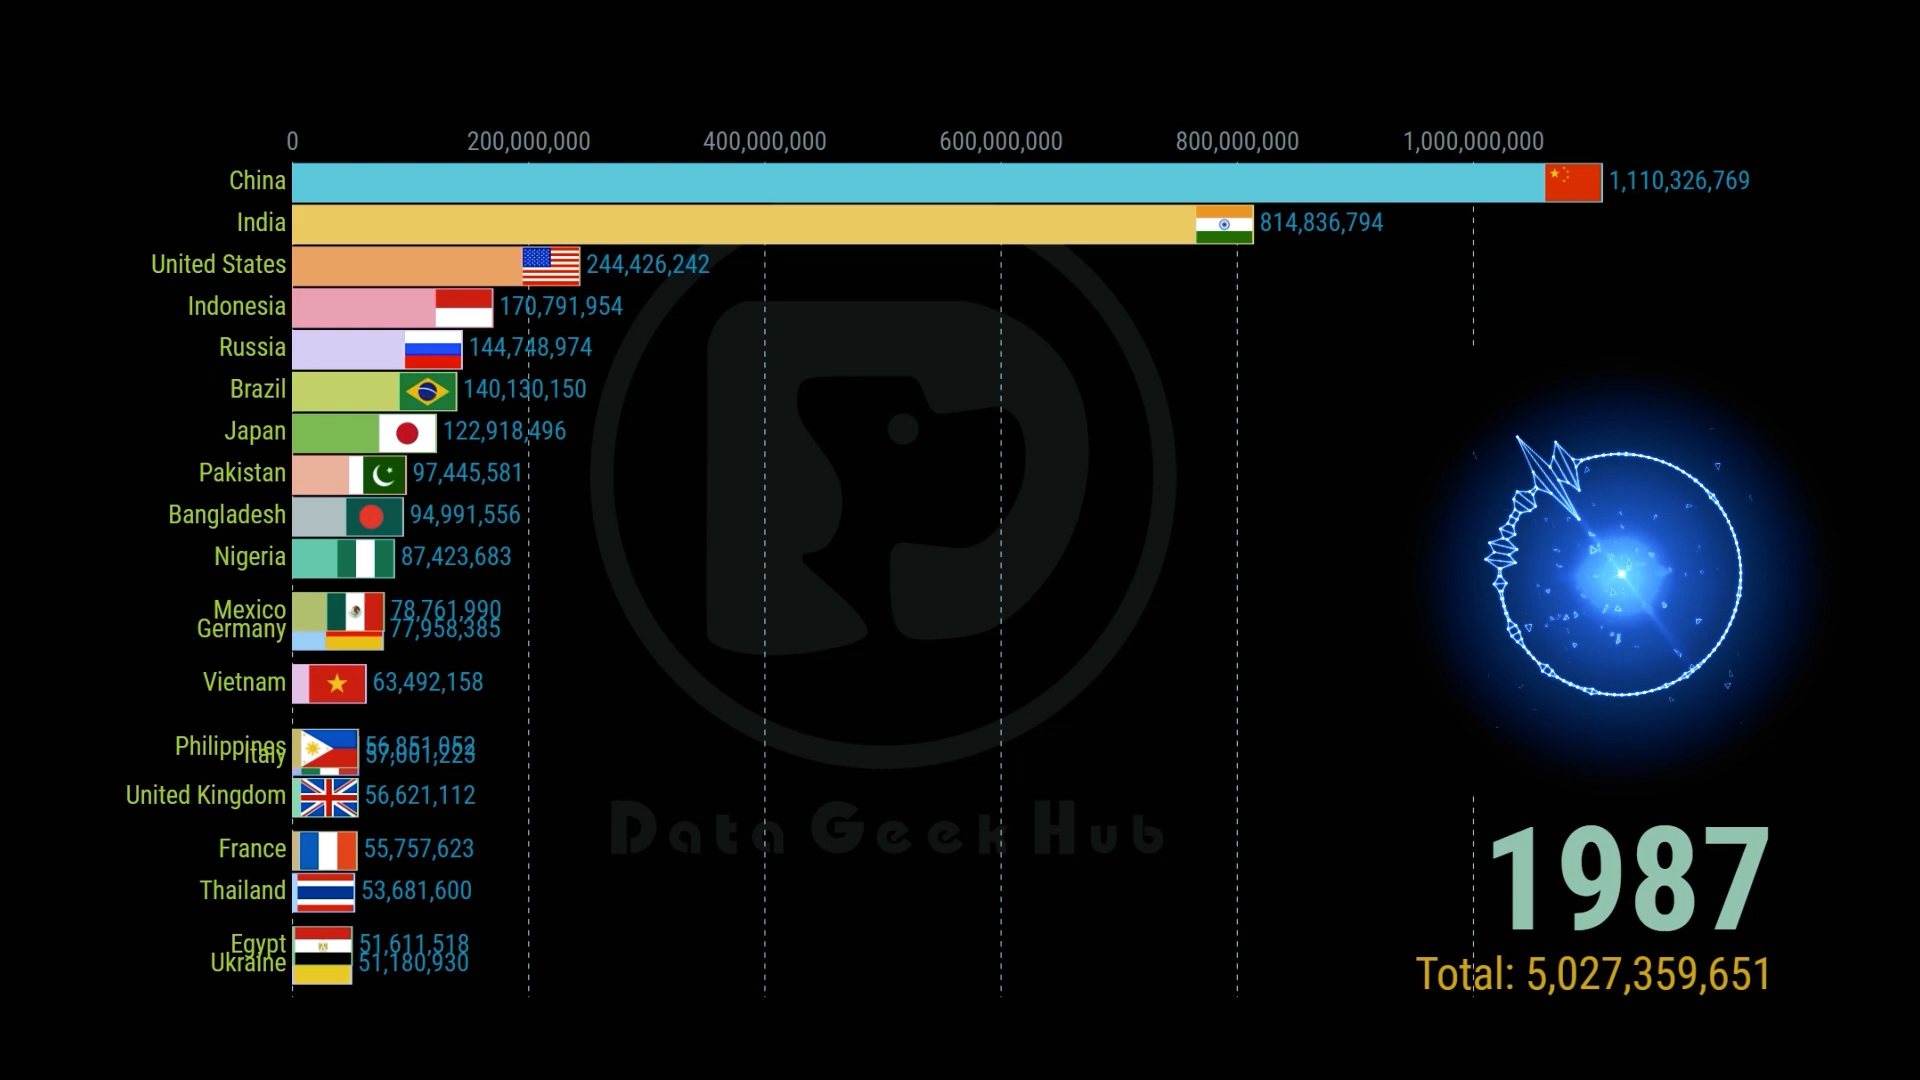 0 200,000,000 400,000,000 600,000,000 800,000,000 1,000,000,000
China 1,110,326,769
India 814,836,794
United States 244,426,242
Indonesia 170,791,954
Russia 144,748,974
Brazil 140,130,150
Japan 122,918,496
Pakistan 97,445,581
Bangladesh 94,991,556
Nigeria 87,423,683
Mexico 78,761,990
Germany 77,958,385
Vietnam 63,492,158
Philippines
Italy
United Kingdom 56,621,112
France 55,757,623
Thailand 53,681,600
Egypt 51,611,518
Ukraine 51,180,930
Data Geek Hub
1987
Total: 5,027,359,651